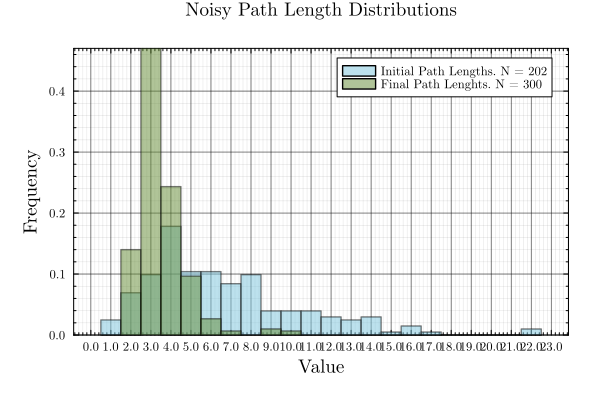 Noisy Path Length Distributions
Initial Path Lengths. N = 202
Final Path Lenghts. N = 300
0.4
0.3
0.2
0.1
0.0
Frequency
0.0 1.0 2.0 3.0 4.0 5.0 6.0 7.0 8.0 9.0 10.0 11.0 12.0 13.0 14.0 15.0 16.0 17.0 18.0 19.0 20.0 21.0 22.0 23.0
Value